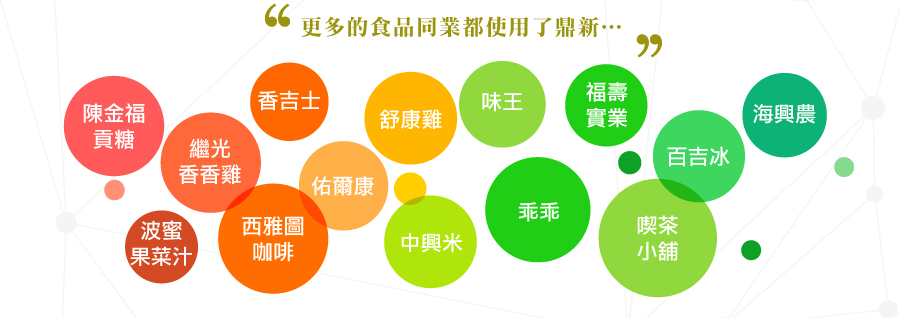 “更多的食品同業都使用了鼎新…”
陳金福
貢糖
繼光
香香雞
香吉士
舒康雞
味王
福壽
實業
海興農
百吉冰
佑爾康
波蜜
果菜汁
西雅圖
咖啡
中興米
乖乖
喫茶
小舖